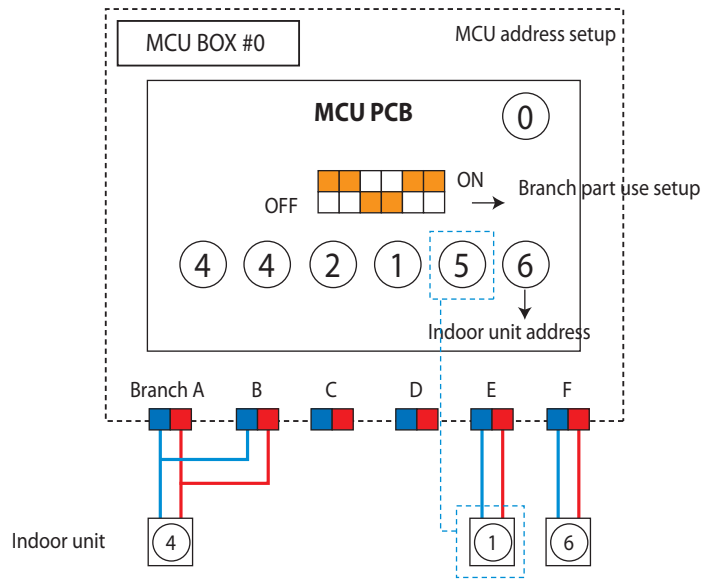 MCU BOX #0
MCU address setup
MCU PCB
0
ON
OFF
Branch part use setup
4 4 2 1 5 6
Indoor unit address
Branch A B C D E F
Indoor unit
4 1 6